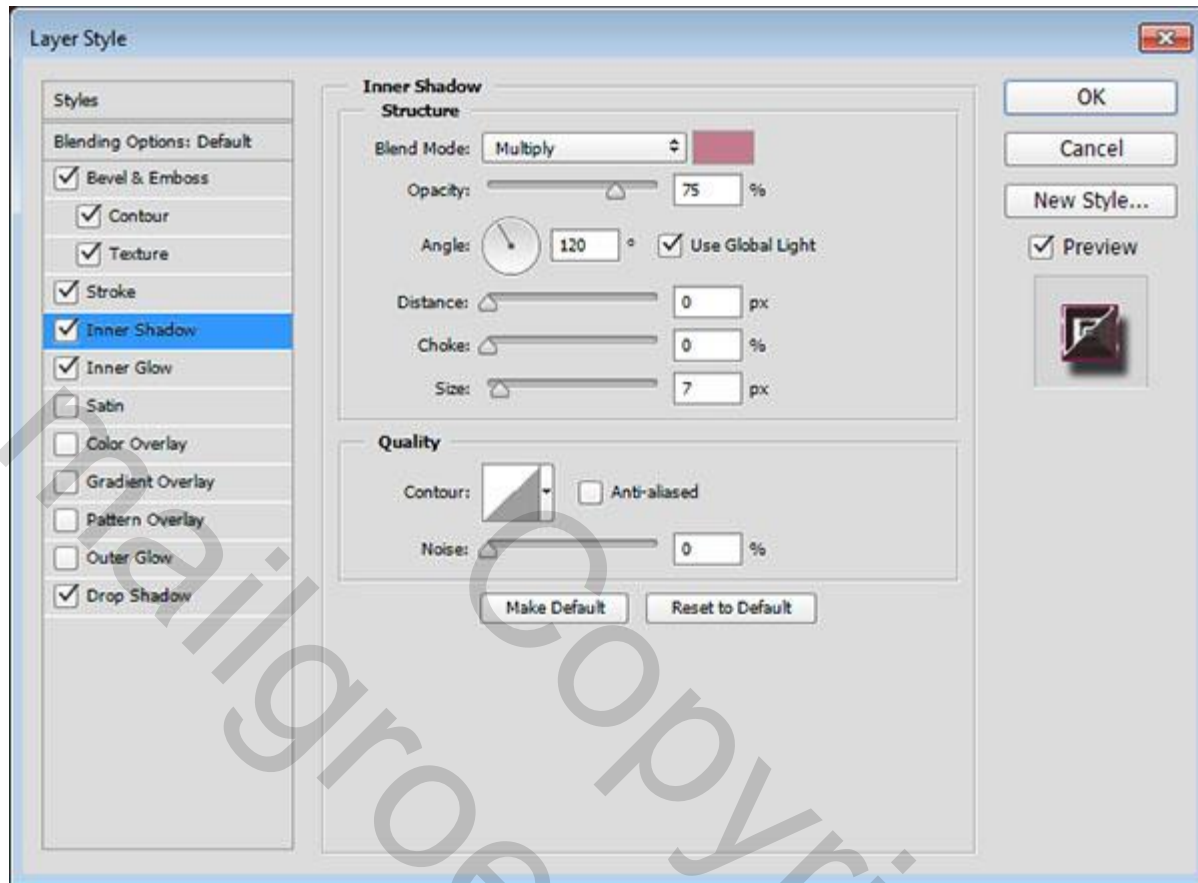 Layer Style
Styles
Blending Options: Default
Bevel & Emboss
Contour
Texture
Stroke
Inner Shadow
Inner Glow
Satin
Color Overlay
Gradient Overlay
Pattern Overlay
Outer Glow
Drop Shadow
Inner Shadow
Structure
Blend Mode: Multiply
Opacity: 75 %
Angle: 120 ° Use Global Light
Distance: 0 px
Choke: 0 %
Size: 7 px
Quality
Contour: Anti-aliased
Noise: 0 %
Make Default Reset to Default
OK
Cancel
New Style...
Preview